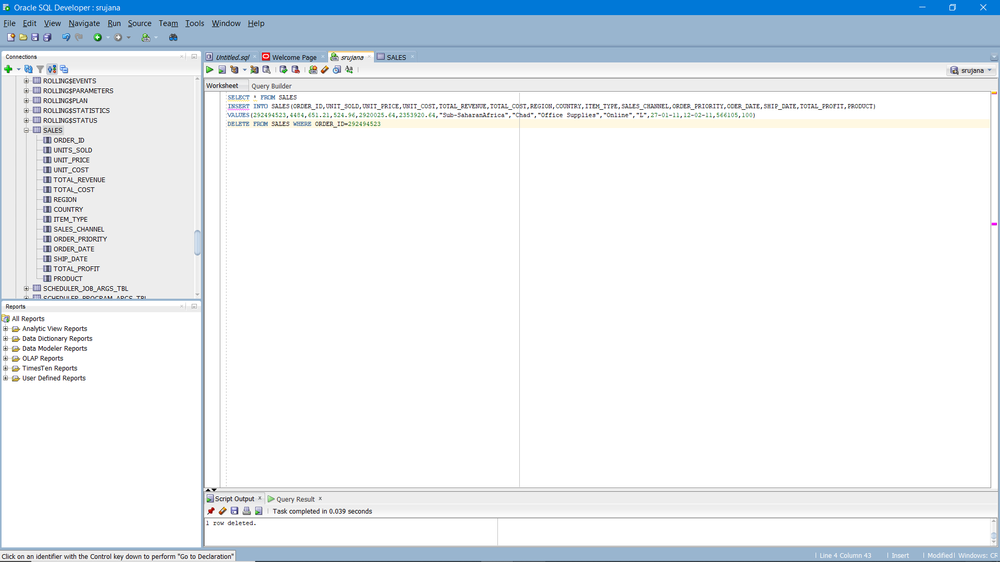 Oracle SQL Developer : srujana
File Edit View Navigate Run Source Team Tools Window Help
Connections
ROLLING$EVENTS
ROLLING$PARAMETERS
ROLLING$PLAN
ROLLING$STATISTICS
ROLLING$STATUS
SALES
ORDER_ID
UNITS_SOLD
UNIT_PRICE
UNIT_COST
TOTAL_REVENUE
TOTAL_COST
REGION
COUNTRY
ITEM_TYPE
SALES_CHANNEL
ORDER_PRIORITY
ORDER_DATE
SHIP_DATE
TOTAL_PROFIT
PRODUCT
SCHEDULER_JOB_ARGS_TBL
SCHEDULER_PROGRAM_ARGS_TBL
Reports
All Reports
Analytic View Reports
Data Dictionary Reports
Data Modeler Reports
OLAP Reports
TimesTen Reports
User Defined Reports
Untitled.sql Welcome Page srujana SALES
srujana
Worksheet Query Builder
SELECT * FROM SALES
INSERT INTO SALES(ORDER_ID,UNIT_SOLD,UNIT_PRICE,UNIT_COST,TOTAL_REVENUE,TOTAL_COST,REGION,COUNTRY,ITEM_TYPE,SALES_CHANNEL,ORDER_PRIORITY,ODER_DATE,SHIP_DATE,TOTAL_PROFIT,PRODUCT)
VALUES(292494523,4484,651.21,524.96,2920025.64,2353920.64,"Sub-SaharanAfrica","Chad","Office Supplies","Online","L",27-01-11,12-02-11,566105,100)
DELETE FROM SALES WHERE ORDER_ID=292494523
Script Output Query Result
Task completed in 0.039 seconds
1 row deleted.
Click on an identifier with the Control key down to perform "Go to Declaration"
Line 4 Column 43 Insert Modified Windows: CR